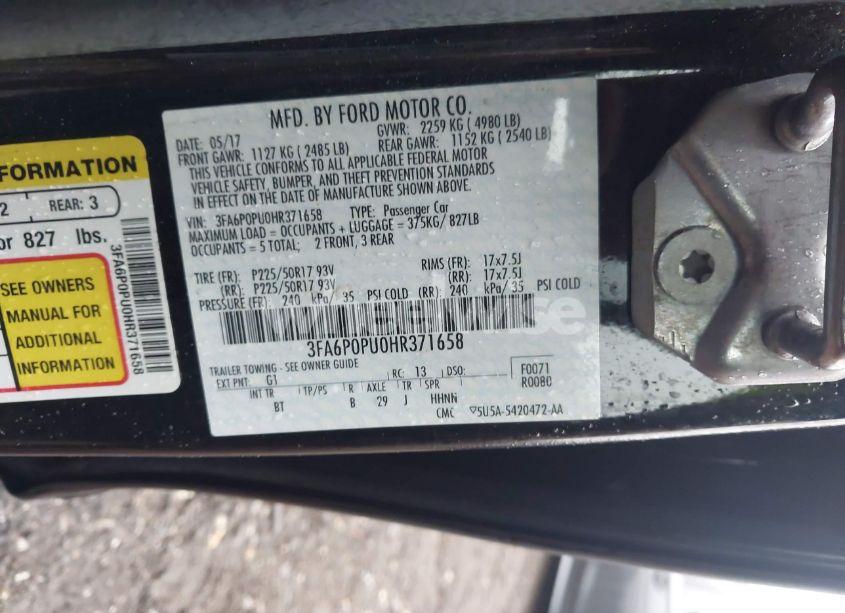 MFD. BY FORD MOTOR CO.
DATE: 05/17 GVWR: 2259 KG ( 4980 LB)
FRONT GAWR: 1127 KG ( 2485 LB) REAR GAWR: 1152 KG ( 2540 LB)
THIS VEHICLE CONFORMS TO ALL APPLICABLE FEDERAL MOTOR
VEHICLE SAFETY, BUMPER, AND THEFT PREVENTION STANDARDS
IN EFFECT ON THE DATE OF MANUFACTURE SHOWN ABOVE.
VIN: 3FA6P0PU0HR371658 TYPE: Passenger Car
MAXIMUM LOAD = OCCUPANTS + LUGGAGE = 375KG/ 827LB
OCCUPANTS = 5 TOTAL; 2 FRONT, 3 REAR
TIRE (FR): P225/50R17 93V RIMS (FR): 17x7.5J
(RR): P225/50R17 93V (RR): 17x7.5J
PRESSURE (FR): 240 kPa/ 35 PSI COLD (RR): 240 kPa/ 35 PSI COLD
3FA6P0PU0HR371658
TRAILER TOWING - SEE OWNER GUIDE
EXT PNT: G1 RC: 13 DSO: F0071
R0080
INT TR TP/PS R AXLE TR SPR
BT B 29 J HHNN
CMC ▽5U5A-5420472-AA
FORMATION
2 REAR: 3
or 827 lbs.
SEE OWNERS
MANUAL FOR
ADDITIONAL
INFORMATION
3FA6P0PU0HR371658